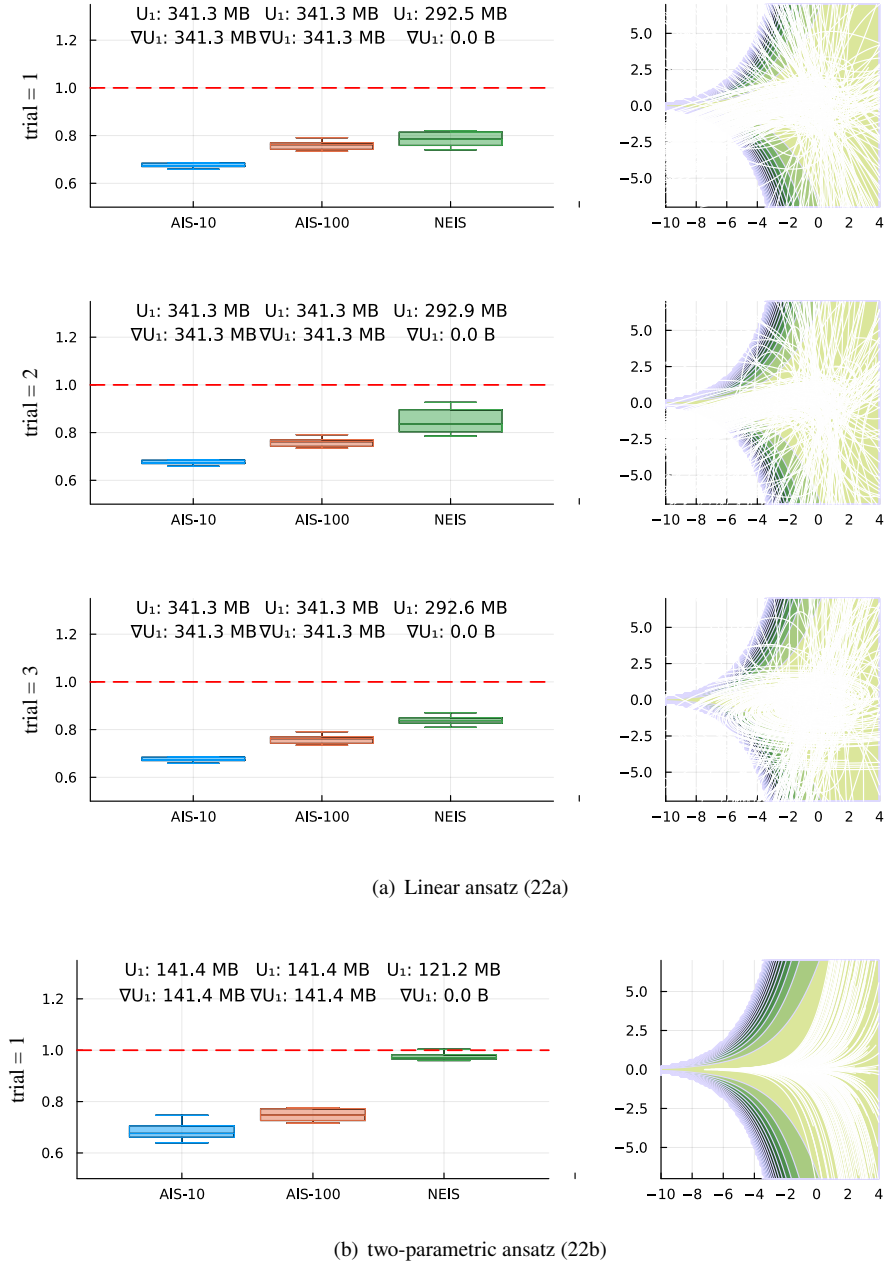 U₁: 341.3 MB U₁: 341.3 MB U₁: 292.5 MB
∇U₁: 341.3 MB ∇U₁: 341.3 MB ∇U₁: 0.0 B
1.2
1.0
0.8
0.6
trial = 1
AIS-10 AIS-100 NEIS
5.0
2.5
0.0
−2.5
−5.0
−10 −8 −6 −4 −2 0 2 4
U₁: 341.3 MB U₁: 341.3 MB U₁: 292.9 MB
∇U₁: 341.3 MB ∇U₁: 341.3 MB ∇U₁: 0.0 B
1.2
1.0
0.8
0.6
trial = 2
AIS-10 AIS-100 NEIS
5.0
2.5
0.0
−2.5
−5.0
−10 −8 −6 −4 −2 0 2 4
U₁: 341.3 MB U₁: 341.3 MB U₁: 292.6 MB
∇U₁: 341.3 MB ∇U₁: 341.3 MB ∇U₁: 0.0 B
1.2
1.0
0.8
0.6
trial = 3
AIS-10 AIS-100 NEIS
5.0
2.5
0.0
−2.5
−5.0
−10 −8 −6 −4 −2 0 2 4
(a) Linear ansatz (22a)
U₁: 141.4 MB U₁: 141.4 MB U₁: 121.2 MB
∇U₁: 141.4 MB ∇U₁: 141.4 MB ∇U₁: 0.0 B
1.2
1.0
0.8
0.6
trial = 1
AIS-10 AIS-100 NEIS
5.0
2.5
0.0
−2.5
−5.0
−10 −8 −6 −4 −2 0 2 4
(b) two-parametric ansatz (22b)